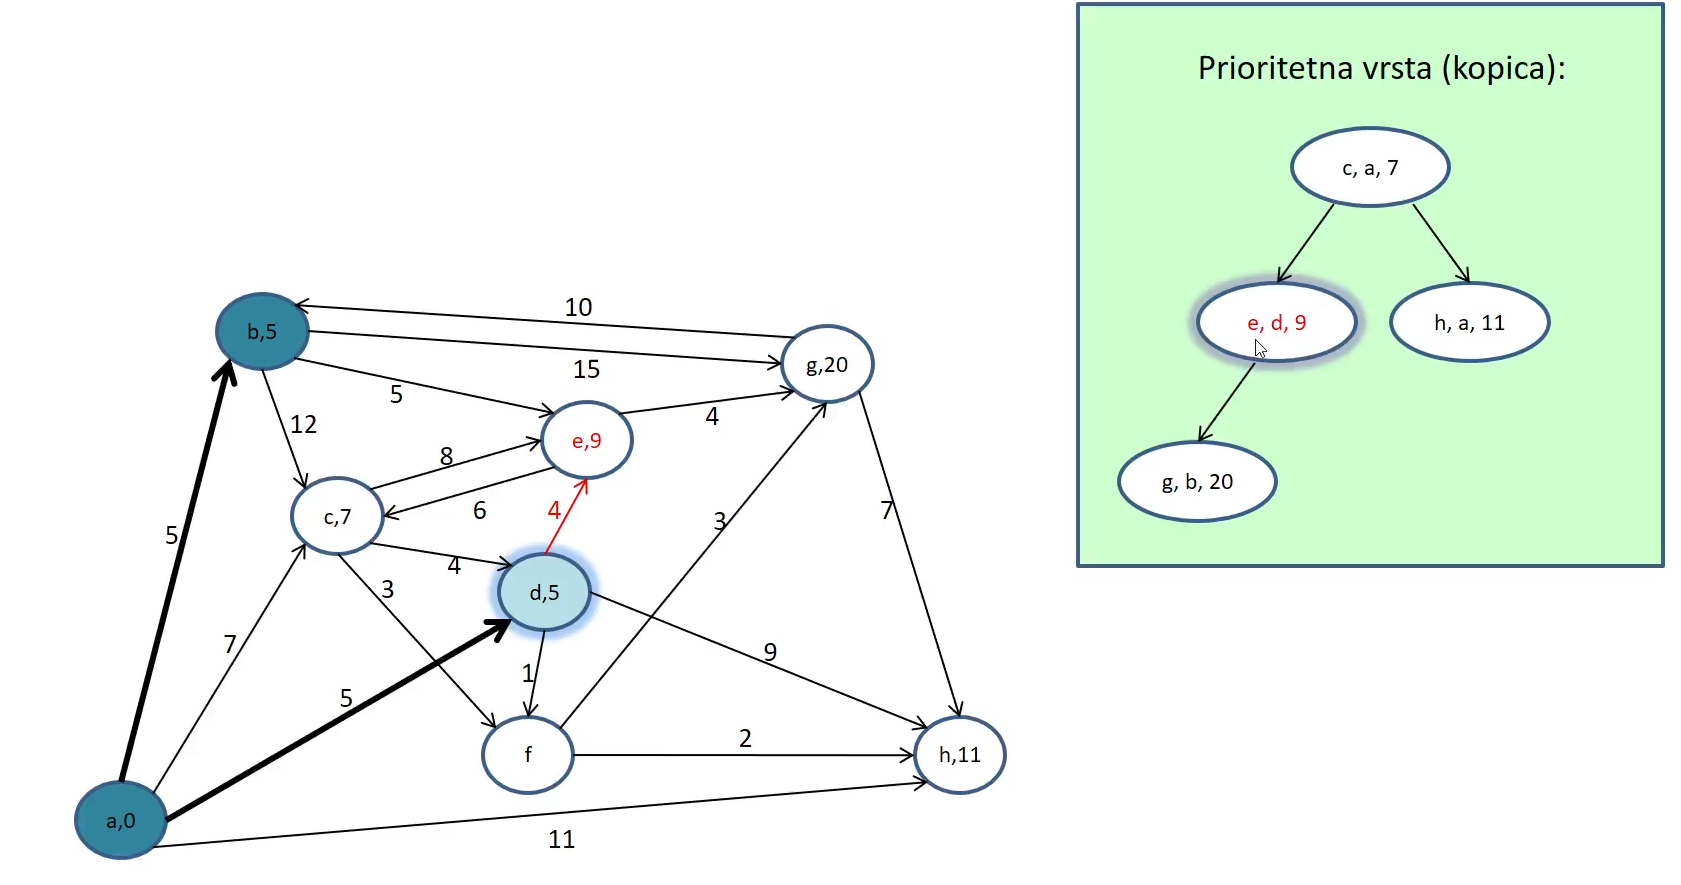 Prioritetna vrsta (kopica):
c, a, 7
e, d, 9
h, a, 11
g, b, 20
b,5
10
15
g,20
5
12
4
e,9
8
6
4
c,7
3
7
5
4
3
d,5
7
9
1
5
f
2
h,11
a,0
11